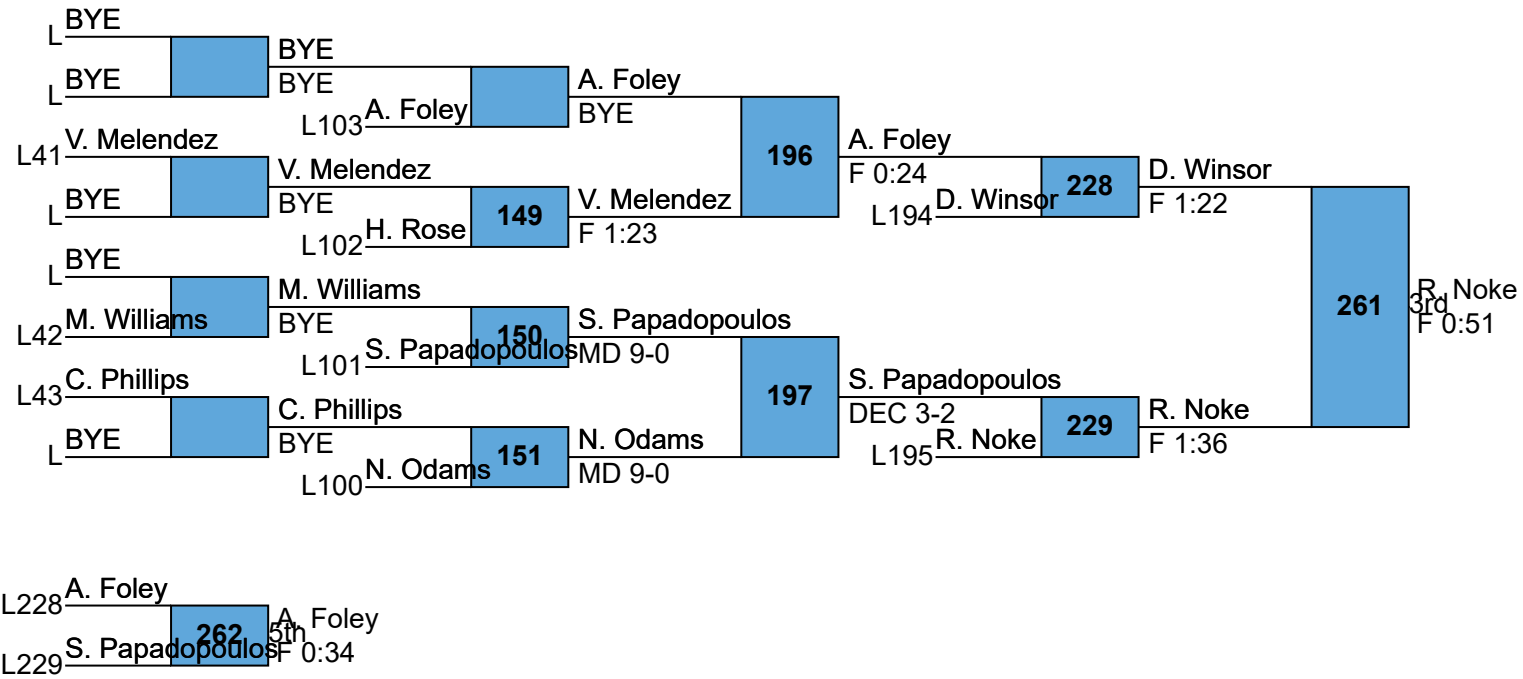 BYE
L
BYE
BYE
L
BYE
A. Foley
L103
A. Foley
BYE
V. Melendez
L41
V. Melendez
BYE
L
BYE
H. Rose
L102
149
V. Melendez
F 1:23
196
A. Foley
F 0:24
D. Winsor
L194
228
D. Winsor
F 1:22
BYE
L
M. Williams
L42
M. Williams
BYE
S. Papadopoulos
L101
150
S. Papadopoulos
MD 9-0
C. Phillips
L43
BYE
L
C. Phillips
BYE
N. Odams
L100
151
N. Odams
MD 9-0
197
S. Papadopoulos
DEC 3-2
R. Noke
L195
229
R. Noke
F 1:36
261
R. Noke
3rd
F 0:51
A. Foley
L228
S. Papadopoulos
L229
262
A. Foley
5th
F 0:34